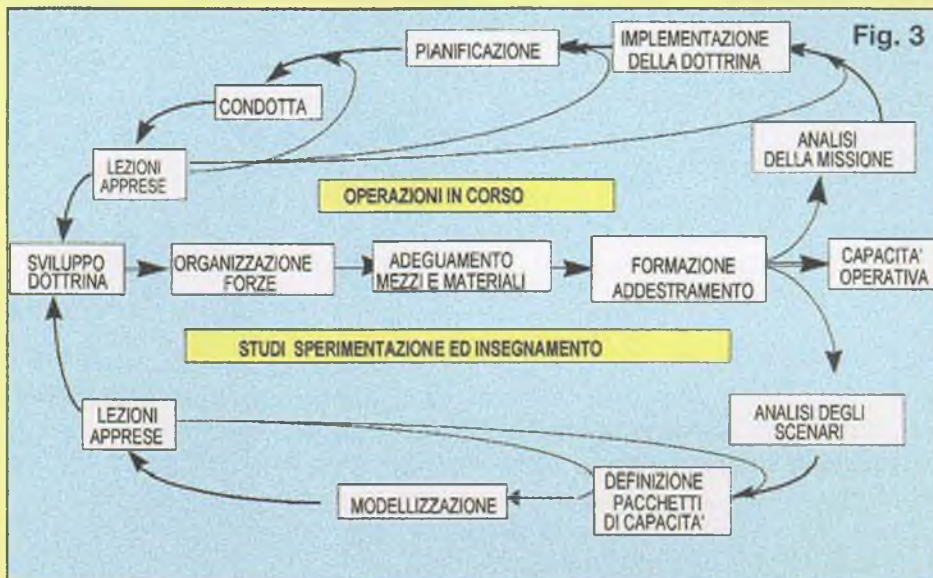 Fig. 3
PIANIFICAZIONE
IMPLEMENTAZIONE
DELLA DOTTRINA
CONDOTTA
ANALISI
DELLA MISSIONE
LEZIONI
APPRESE
OPERAZIONI IN CORSO
SVILUPPO
DOTTRINA
ORGANIZZAZIONE
FORZE
ADEGUAMENTO
MEZZI E MATERIALI
FORMAZIONE
ADDESTRAMENTO
CAPACITA'
OPERATIVA
STUDI SPERIMENTAZIONE ED INSEGNAMENTO
LEZIONI
APPRESE
ANALISI DEGLI
SCENARI
MODELLIZZAZIONE
DEFINIZIONE
PACCHETTI
DI CAPACITA'